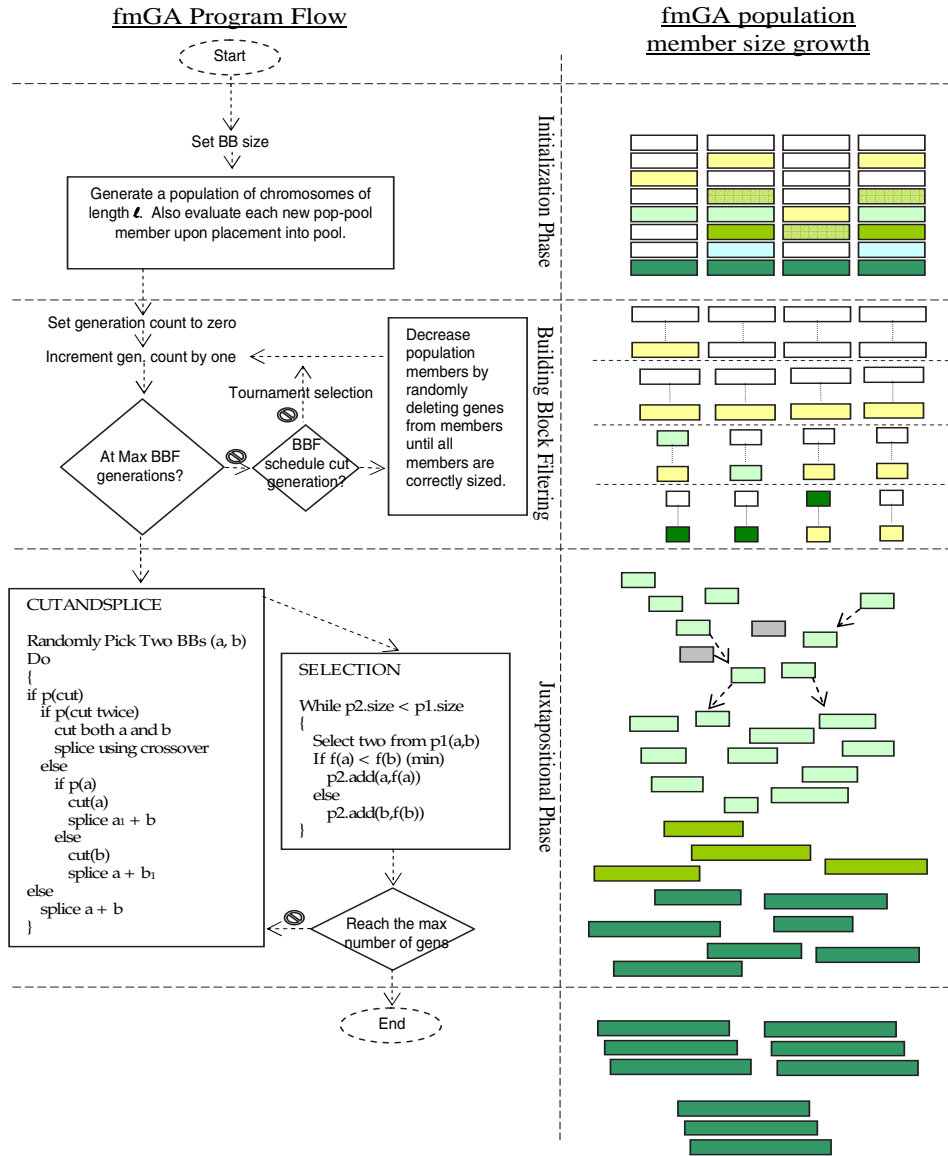 fmGA Program Flow
fmGA population
member size growth
Start
Set BB size
Generate a population of chromosomes of
length ℓ. Also evaluate each new pop-pool
member upon placement into pool.
Initialization Phase
Set generation count to zero
Increment gen. count by one
Tournament selection
At Max BBF
generations?
BBF
schedule cut
generation?
Decrease
population
members by
randomly
deleting genes
from members
until all
members are
correctly sized.
Building Block Filtering
CUTANDSPLICE
Randomly Pick Two BBs (a, b)
Do
{
if p(cut)
if p(cut twice)
cut both a and b
splice using crossover
else
if p(a)
cut(a)
splice a1 + b
else
cut(b)
splice a + b1
else
splice a + b
}
SELECTION
While p2.size < p1.size
{
Select two from p1(a,b)
If f(a) < f(b) (min)
p2.add(a,f(a))
else
p2.add(b,f(b))
}
Reach the max
number of gens
Juxtapositional Phase
End